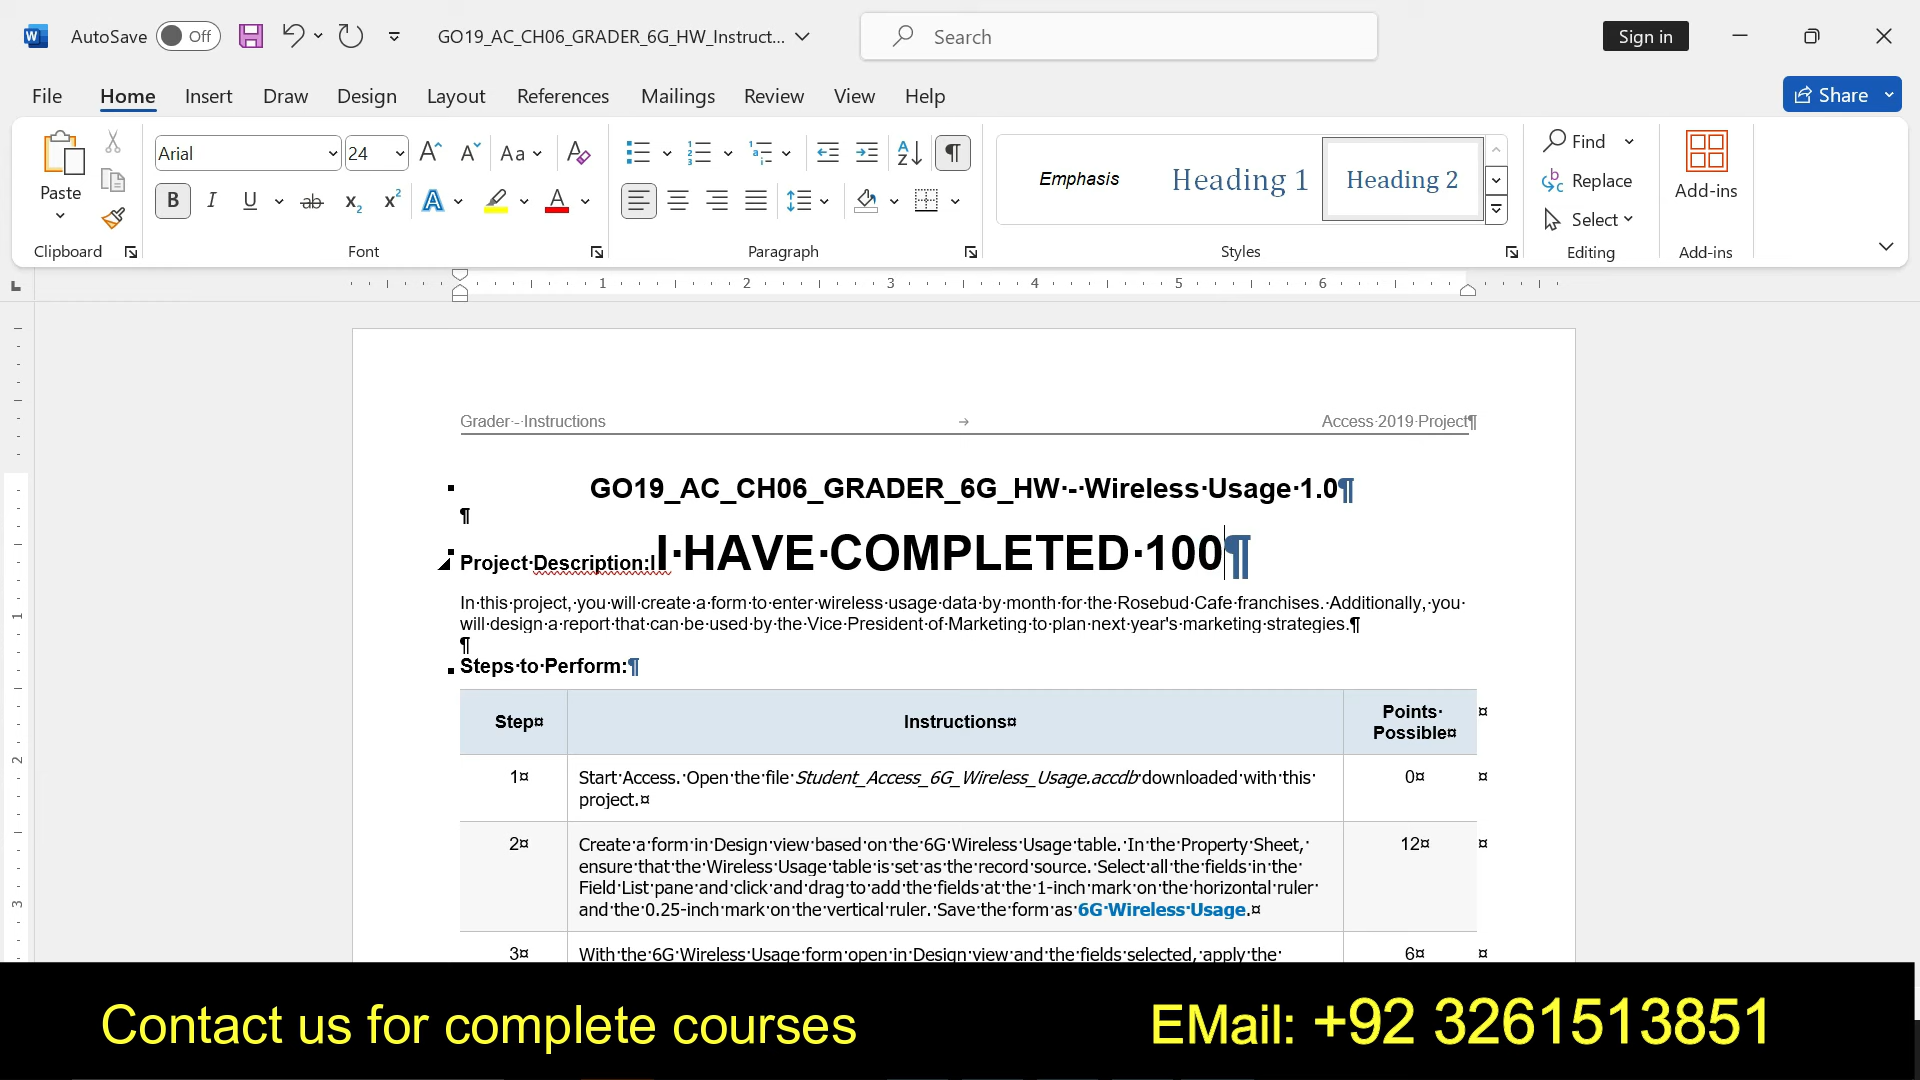 AutoSave Off GO19_AC_CH06_GRADER_6G_HW_Instruct... Search Sign in
File Home Insert Draw Design Layout References Mailings Review View Help Share
Paste Arial 24 Aa Emphasis Heading 1 Heading 2 Find Replace Select Add-ins
Clipboard Font Paragraph Styles Editing Add-ins
1 2 3 4 5 6
Grader - Instructions → Access 2019 Project¶
GO19_AC_CH06_GRADER_6G_HW - Wireless Usage 1.0¶
¶
Project Description:II HAVE COMPLETED 100¶
In this project, you will create a form to enter wireless usage data by month for the Rosebud Cafe franchises. Additionally, you
will design a report that can be used by the Vice President of Marketing to plan next year's marketing strategies.¶
¶
Steps to Perform:¶
Step¤ Instructions¤ Points Possible¤ ¤
1¤ Start Access. Open the file Student_Access_6G_Wireless_Usage.accdb downloaded with this 0¤ ¤
project.¤
2¤ Create a form in Design view based on the 6G Wireless Usage table. In the Property Sheet, 12¤ ¤
ensure that the Wireless Usage table is set as the record source. Select all the fields in the
Field List pane and click and drag to add the fields at the 1-inch mark on the horizontal ruler
and the 0.25-inch mark on the vertical ruler. Save the form as 6G Wireless Usage.¤
3¤ With the 6G Wireless Usage form open in Design view and the fields selected, apply the 6¤ ¤
Contact us for complete courses EMail: +92 3261513851